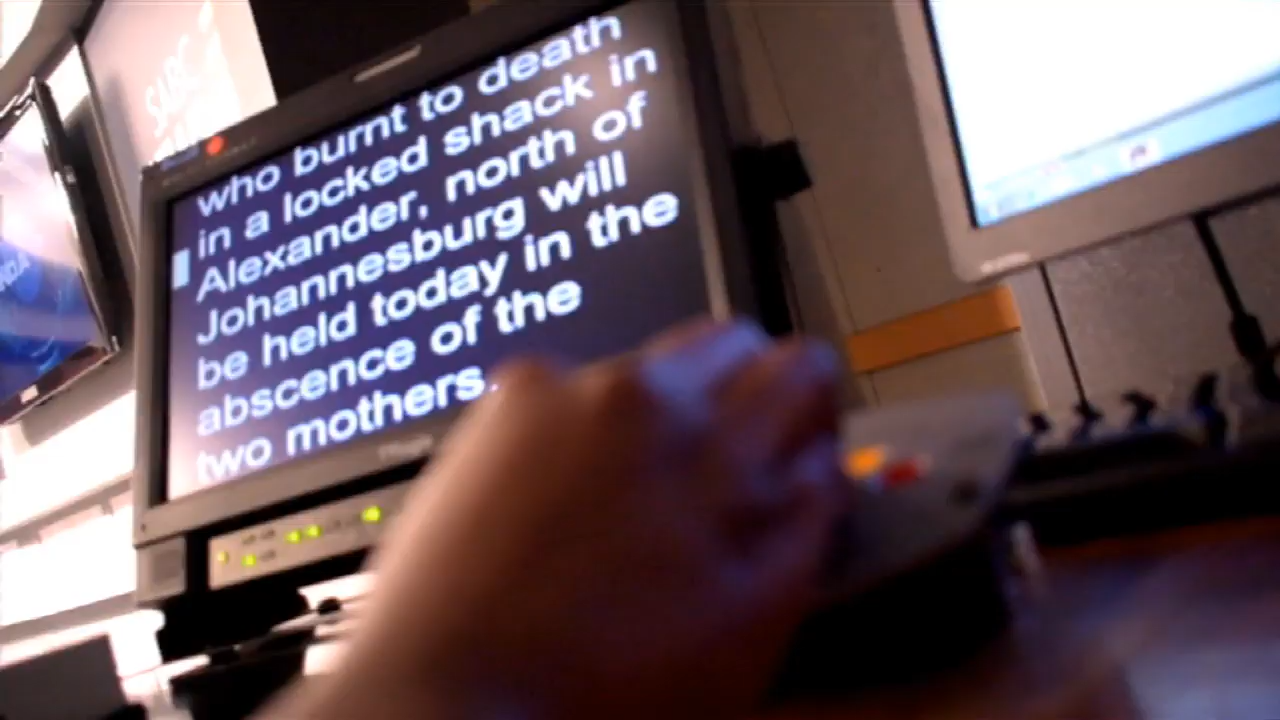 SABC
who burnt to death
in a locked shack in
Alexander, north of
Johannesburg will
be held today in the
abscence of the
two mothers.